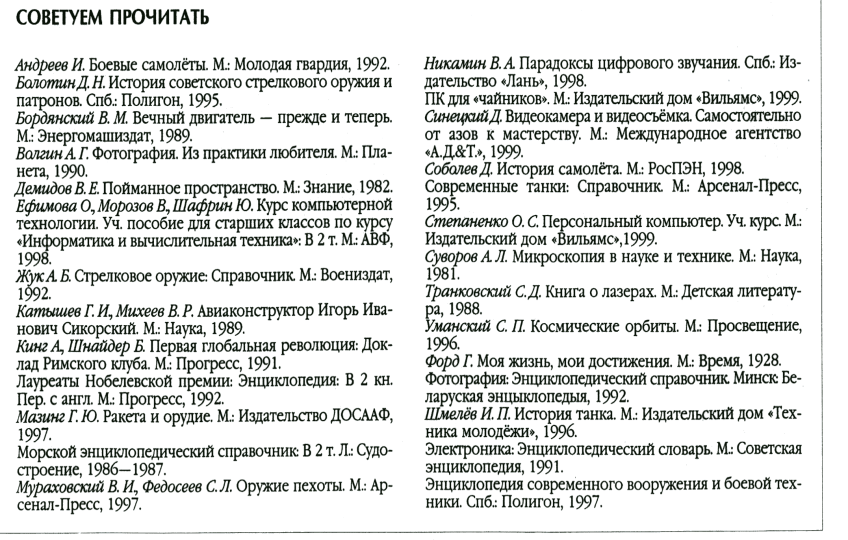 СОВЕТУЕМ ПРОЧИТАТЬ
Андреев И. Боевые самолёты. М.: Молодая гвардия, 1992.
Болотин Д. Н. История советского стрелкового оружия и
патронов. Спб.: Полигон, 1995.
Бордянский В. М. Вечный двигатель — прежде и теперь.
М.: Энергомашиздат, 1989.
Волгин А. Г. Фотография. Из практики любителя. М.: Пла-
нета, 1990.
Демидов В. Е. Пойманное пространство. М.: Знание, 1982.
Ефимова О., Морозов В., Шафрин Ю. Курс компьютерной
технологии. Уч. пособие для старших классов по курсу
«Информатика и вычислительная техника»: В 2 т. М.: АВФ,
1998.
Жук А. Б. Стрелковое оружие: Справочник. М.: Воениздат,
1992.
Катышев Г. И., Михеев В. Р. Авиаконструктор Игорь Ива-
нович Сикорский. М.: Наука, 1989.
Кинг А., Шнайдер Б. Первая глобальная революция: Док-
лад Римского клуба. М.: Прогресс, 1991.
Лауреаты Нобелевской премии: Энциклопедия: В 2 кн.
Пер. с англ. М.: Прогресс, 1992.
Мазинг Г. Ю. Ракета и орудие. М.: Издательство ДОСААФ,
1997.
Морской энциклопедический справочник: В 2 т. Л.: Судо-
строение, 1986—1987.
Мураховский В. И., Федосеев С. Л. Оружие пехоты. М.: Ар-
сенал-Пресс, 1997.
Никамин В. А. Парадоксы цифрового звучания. Спб.: Из-
дательство «Лань», 1998.
ПК для «чайников». М.: Издательский дом «Вильямс», 1999.
Синецкий Д. Видеокамера и видеосъёмка. Самостоятельно
от азов к мастерству. М.: Международное агентство
«А.Д.&Т.», 1999.
Соболев Д. История самолёта. М.: РосПЭН, 1998.
Современные танки: Справочник. М.: Арсенал-Пресс,
1995.
Степаненко О. С. Персональный компьютер. Уч. курс. М.:
Издательский дом «Вильямс»,1999.
Суворов А. Л. Микроскопия в науке и технике. М.: Наука,
1981.
Транковский С. Д. Книга о лазерах. М.: Детская литерату-
ра, 1988.
Уманский С. П. Космические орбиты. М.: Просвещение,
1996.
Форд Г. Моя жизнь, мои достижения. М.: Время, 1928.
Фотография: Энциклопедический справочник. Минск: Бе-
ларуская энцыклопедыя, 1992.
Шмелёв И. П. История танка. М.: Издательский дом «Тех-
ника молодёжи», 1996.
Электроника: Энциклопедический словарь. М.: Советская
энциклопедия, 1991.
Энциклопедия современного вооружения и боевой тех-
ники. Спб.: Полигон, 1997.